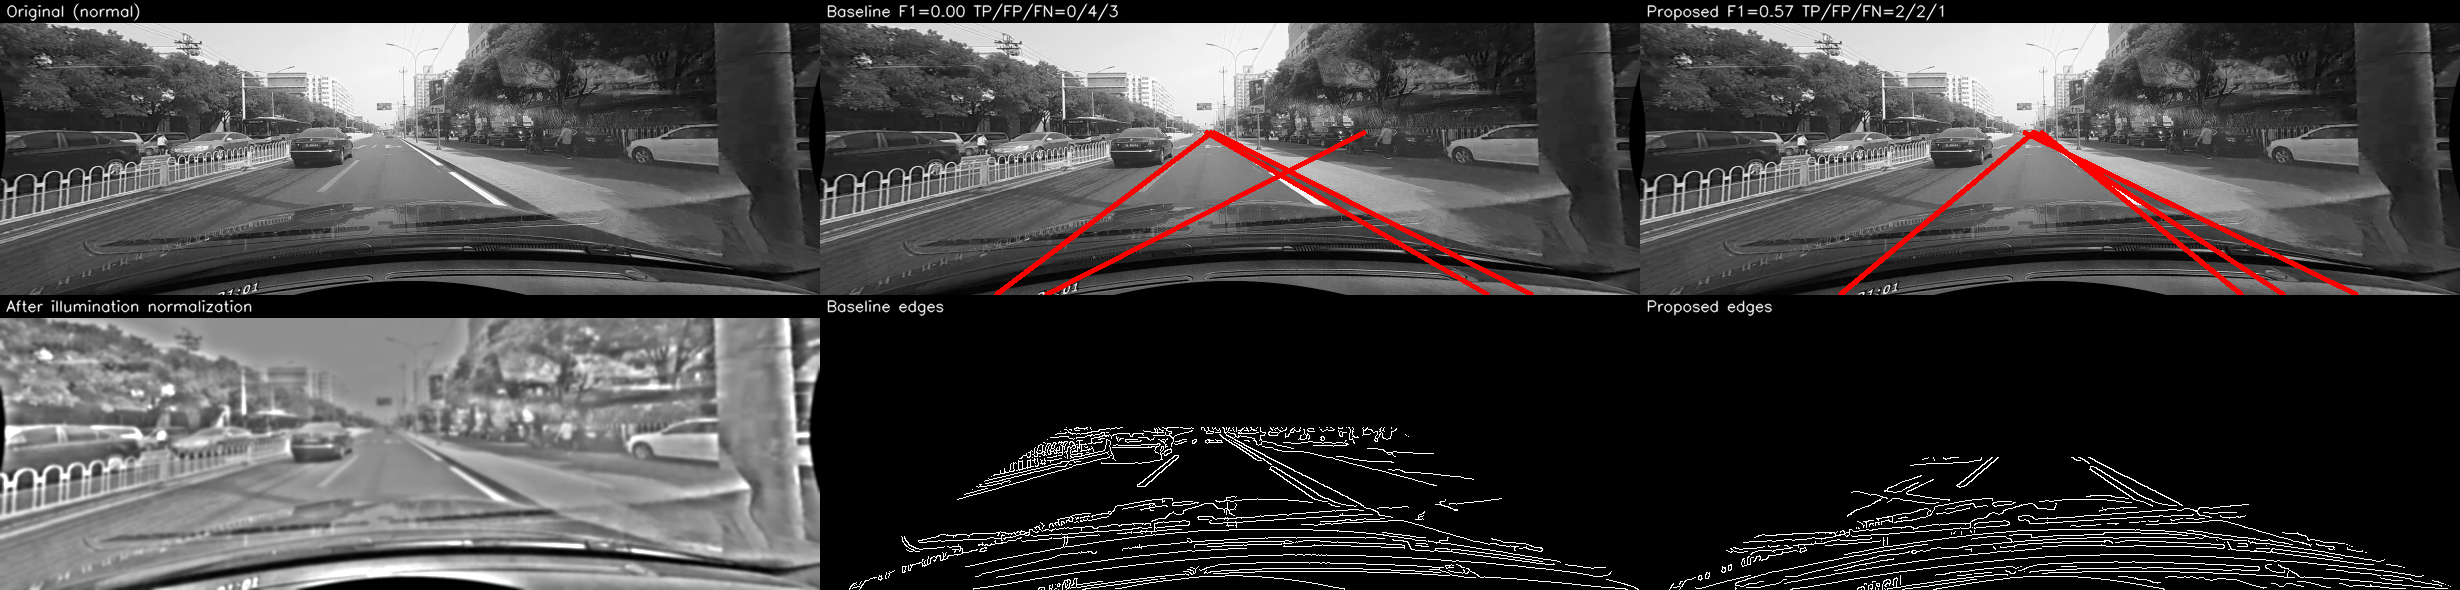 Original (normal)
Baseline F1=0.00 TP/FP/FN=0/4/3
Proposed F1=0.57 TP/FP/FN=2/2/1
After illumination normalization
Baseline edges
Proposed edges